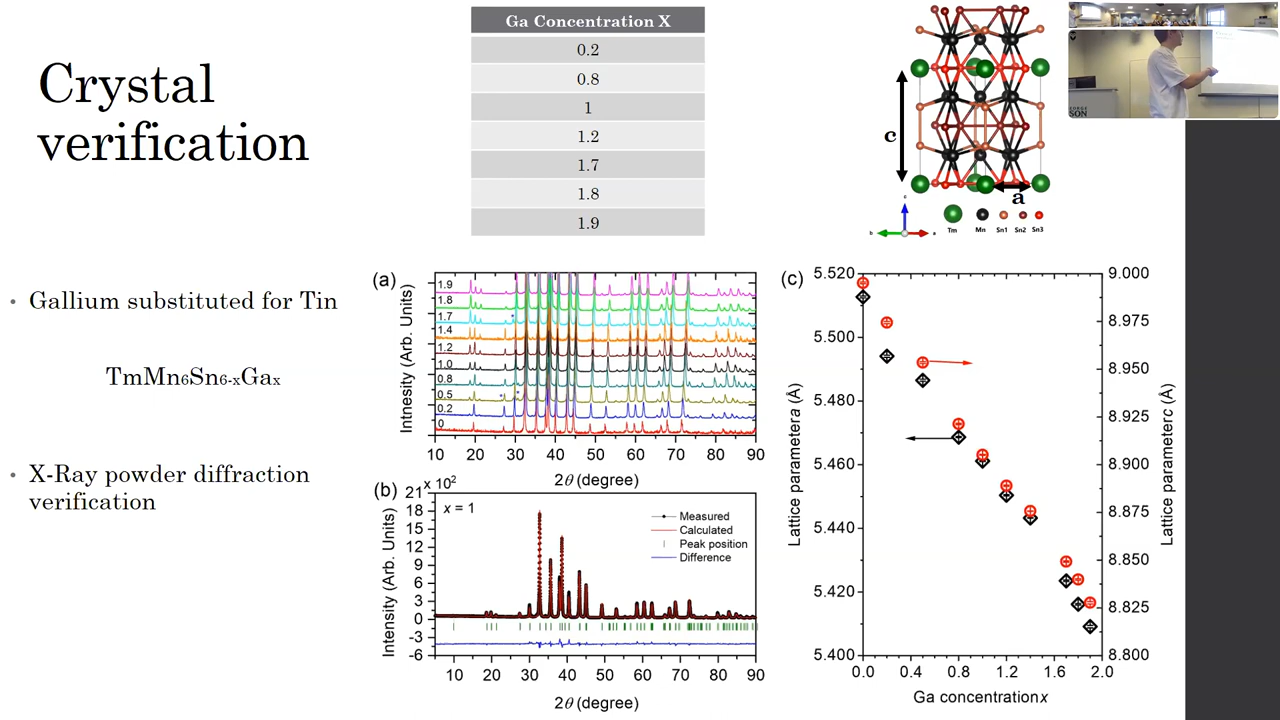 Crystal
verification
Ga Concentration X
0.2
0.8
1
1.2
1.7
1.8
1.9
• Gallium substituted for Tin
TmMn6Sn6-xGax
• X-Ray powder diffraction
verification
c
a
c
b
a
Tm
Mn
Sn1
Sn2
Sn3
ORGE
SON
(a)
Intnesity (Arb. Units)
1.9
1.8
1.7
*
1.4
1.2
1.0
0.8
0.5
* *
0.2
0
10 20 30 40 50 60 70 80 90
2θ (degree)
(b)
× 10²
x = 1
Intensity (Arb. Units)
21
18
15
12
9
6
3
0
-3
-6
Measured
Calculated
Peak position
Difference
10 20 30 40 50 60 70 80 90
2θ (degree)
(c)
Lattice parametera (Å)
5.520
5.500
5.480
5.460
5.440
5.420
5.400
9.000
8.975
8.950
8.925
8.900
8.875
8.850
8.825
8.800
Lattice parameterc (Å)
0.0 0.4 0.8 1.2 1.6 2.0
Ga concentrationx